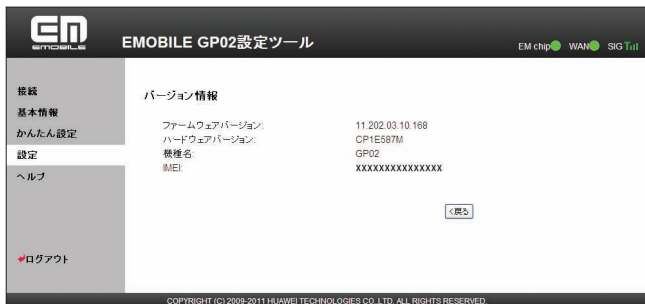 EM
EMOBILE
EMOBILE GP02設定ツール
EM chip WAN SIG
接続
基本情報
かんたん設定
設定
ヘルプ
ログアウト
バージョン情報
ファームウェアバージョン: 11.202.03.10.168
ハードウェアバージョン: CP1E587M
機種名: GP02
IMEI: XXXXXXXXXXXXXXX
<戻る
COPYRIGHT (C) 2009-2011 HUAWEI TECHNOLOGIES CO.,LTD. ALL RIGHTS RESERVED.